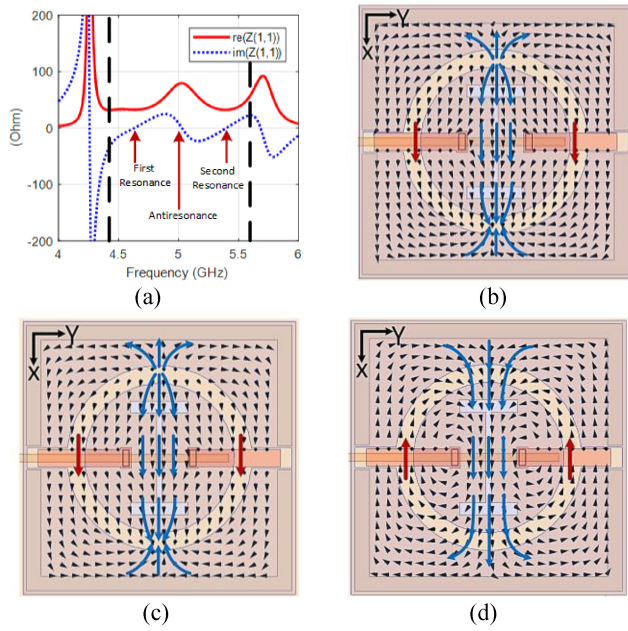 200
re(Z(1,1))
im(Z(1,1))
100
0
-100
-200
(Ohm)
First
Resonance
Second
Resonance
Antiresonance
4
4.5
5
5.5
6
Frequency (GHz)
(a)
Y
X
(b)
Y
X
(c)
Y
X
(d)